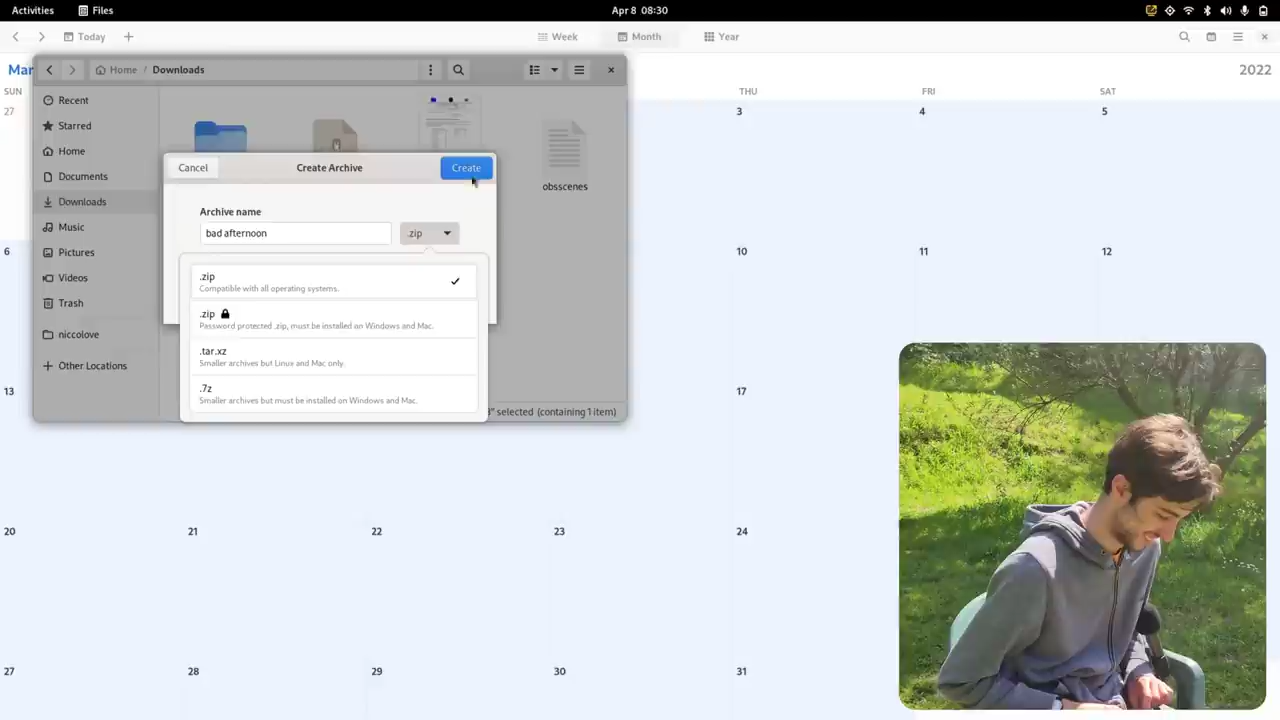 Activities
Files
Apr 8 08:30
Today
Week
Month
Year
Mar
2022
SUN
THU
FRI
SAT
27
3
4
5
Home / Downloads
Recent
Starred
Home
Documents
Downloads
Music
Pictures
Videos
Trash
niccolove
Other Locations
obsscenes
Cancel
Create Archive
Create
Archive name
bad afternoon
.zip
.zip
Compatible with all operating systems.
.zip
Password protected .zip, must be installed on Windows and Mac.
.tar.xz
Smaller archives but Linux and Mac only.
.7z
Smaller archives but must be installed on Windows and Mac.
" selected (containing 1 item)
6
10
11
12
13
17
20
21
22
23
24
27
28
29
30
31